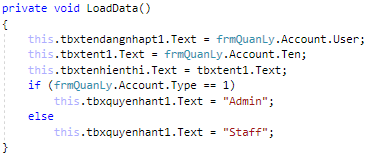 private void LoadData()
{
    this.tbxtendangnhapt1.Text = frmQuanLy.Account.User;
    this.tbxtent1.Text = frmQuanLy.Account.Ten;
    this.tbxtenhienthi.Text = tbxtent1.Text;
    if (frmQuanLy.Account.Type == 1)
        this.tbxquyenhant1.Text = "Admin";
    else
        this.tbxquyenhant1.Text = "Staff";
}